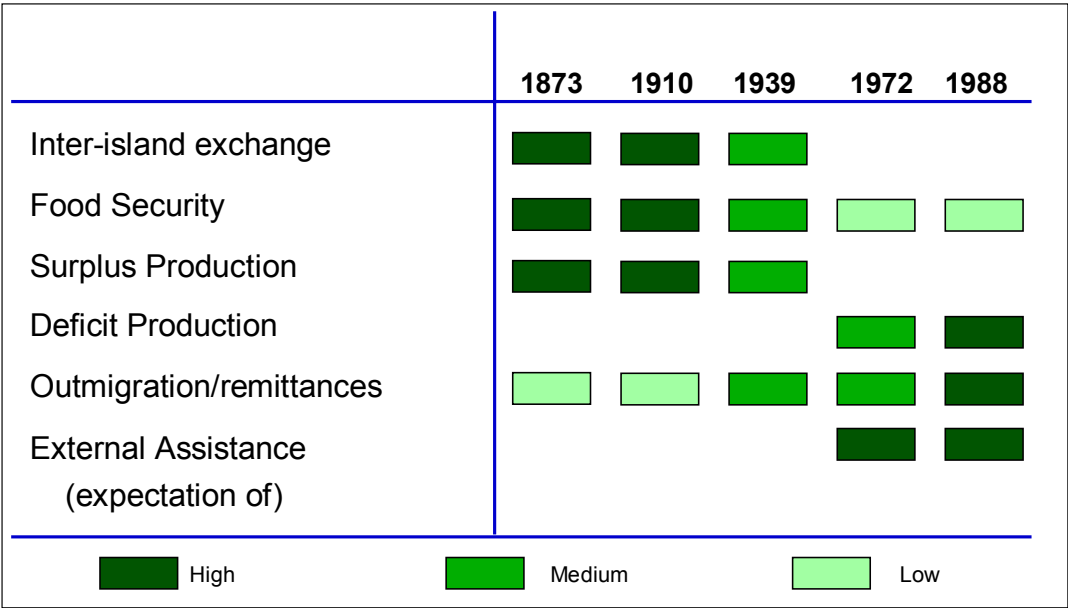 1873 1910 1939 1972 1988
Inter-island exchange
Food Security
Surplus Production
Deficit Production
Outmigration/remittances
External Assistance
(expectation of)
High Medium Low